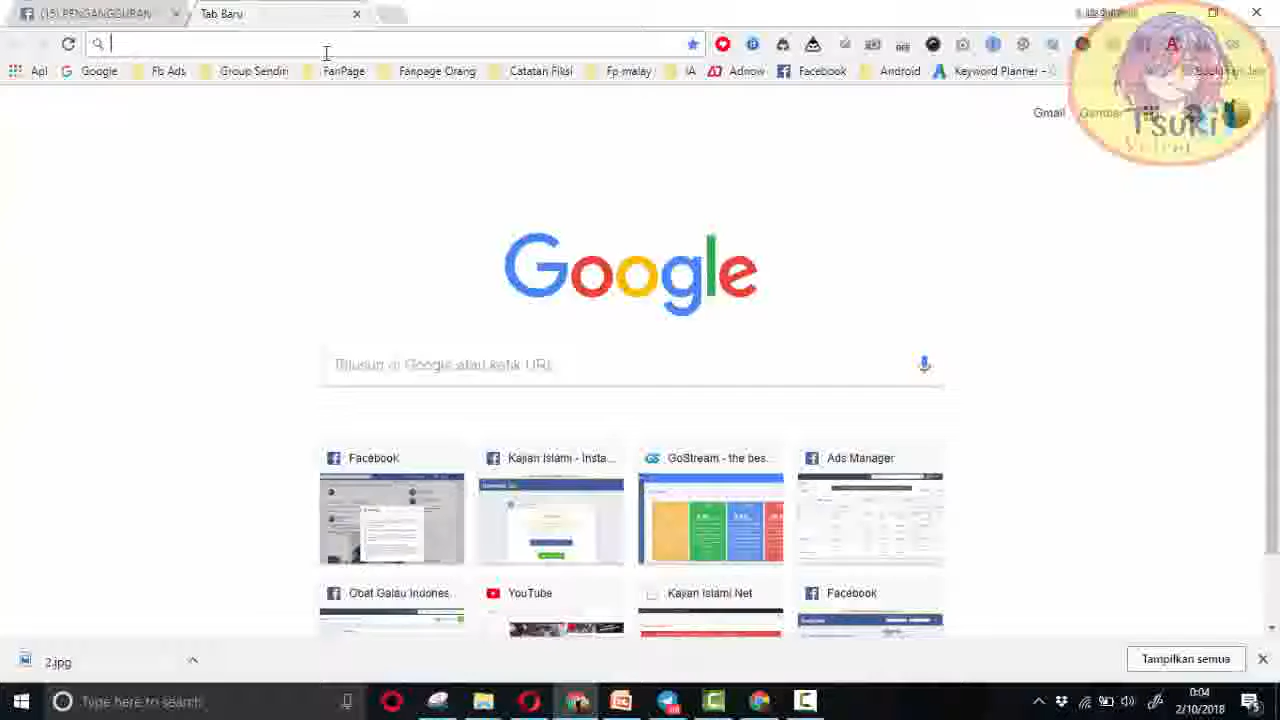 (15) PENGANGGURAN
Tab Baru
Apl Google Fb Ads Group Sendiri FanPage Fanpage Orang Catatan Fiksi Fp malay IA Adnow Facebook Android Keyword Planner –
Gmail Gambar
Tsuki
Google
Telusuri di Google atau ketik URL
Facebook Kajian Islami - Insta... GoStream - the bes... Ads Manager
Obat Galau Indones... YouTube Kajian Islami Net Facebook
2.jpg Tampilkan semua
Type here to search
0:04
2/10/2018